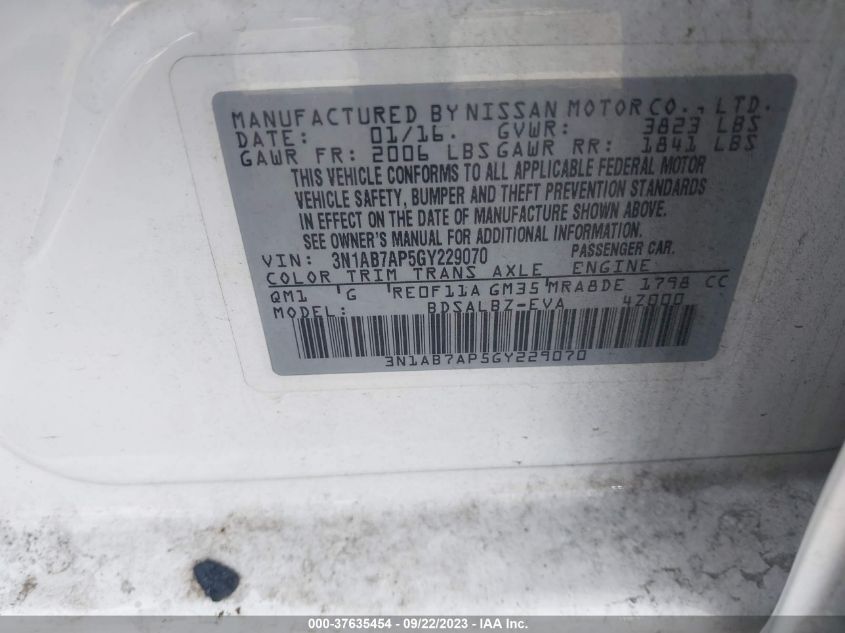 MANUFACTURED BY NISSAN MOTOR CO., LTD.
DATE: 01/16. GVWR: 3823 LBS
GAWR FR: 2006 LBS GAWR RR: 1841 LBS
THIS VEHICLE CONFORMS TO ALL APPLICABLE FEDERAL MOTOR
VEHICLE SAFETY, BUMPER AND THEFT PREVENTION STANDARDS
IN EFFECT ON THE DATE OF MANUFACTURE SHOWN ABOVE.
SEE OWNER'S MANUAL FOR ADDITIONAL INFORMATION.
VIN: 3N1AB7AP5GY229070 PASSENGER CAR.
COLOR TRIM TRANS AXLE ENGINE
QM1 G RE0F11A GM35 MRA8DE 1798 CC
MODEL: BDSALBZ-EVA 4Z000
3N1AB7AP5GY229070
000-37635454 - 09/22/2023 - IAA Inc.